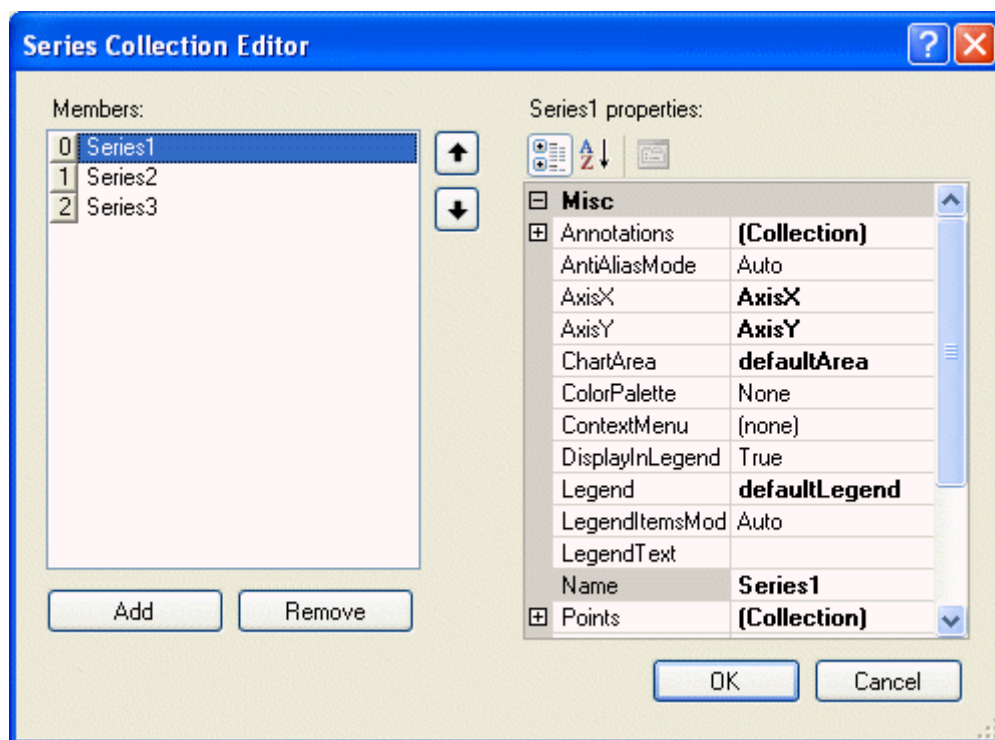 Series Collection Editor
Members:
0 Series1
1 Series2
2 Series3
Add
Remove
Series1 properties:
Misc
Annotations (Collection)
AntiAliasMode Auto
AxisX AxisX
AxisY AxisY
ChartArea defaultArea
ColorPalette None
ContextMenu (none)
DisplayInLegend True
Legend defaultLegend
LegendItemsMod Auto
LegendText
Name Series1
Points (Collection)
OK
Cancel